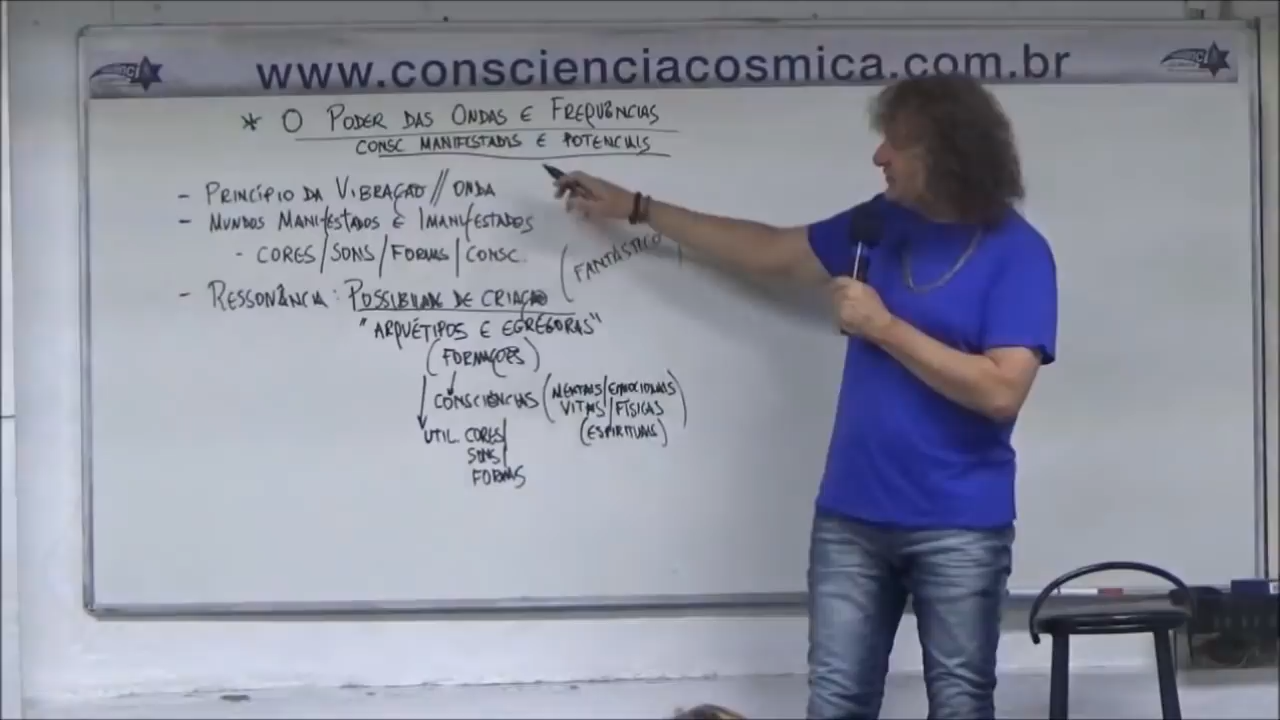 www.conscienciacosmica.com.br
* O PODER DAS ONDAS E FREQUÊNCIAS
CONSC MANIFESTADAS E POTENCIAIS
- PRINCÍPIO DA VIBRAÇÃO // ONDA
- MUNDOS MANIFESTADOS E IMANIFESTADOS
- CORES/SONS/FORMAS/CONSC.
(FANTÁSTICO)
- RESSONÂNCIA: POSSIBILIDADE DE CRIAÇÃO
"ARQUÉTIPOS E EGRÉGORAS"
(FORMAÇÕES)
CONSCIÊNCIAS (MENTAIS/EMOCIONAIS
VITAIS/FÍSICAS
(ESPIRITUAIS))
UTIL. CORES/
SONS/
FORMAS